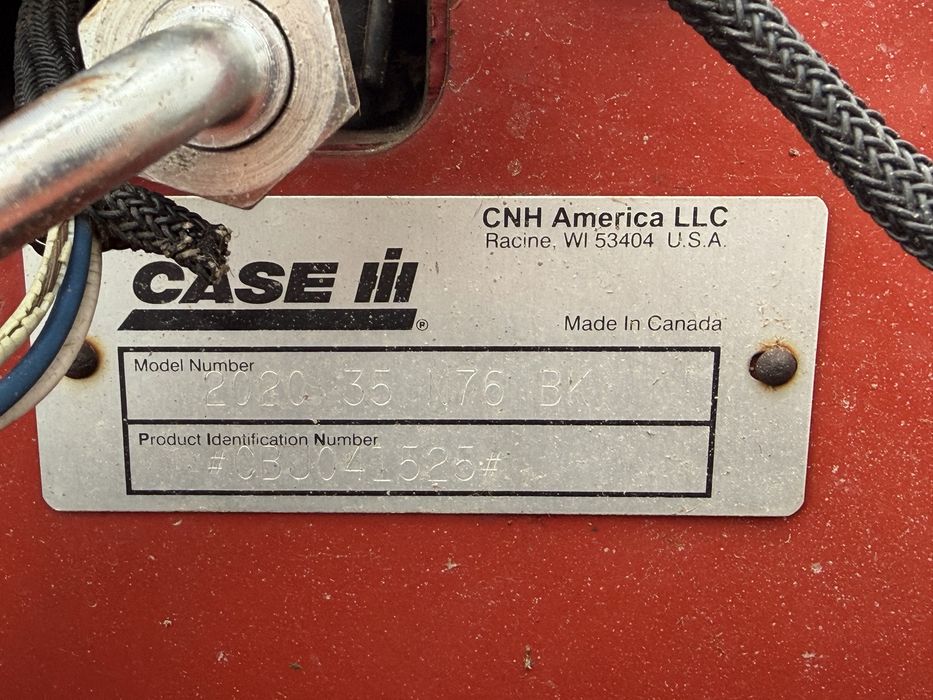 CNH America LLC
Racine, WI 53404 U.S.A.
CASE IH
®
Made In Canada
Model Number
2020 35 N76 BK
Product Identification Number
#CBJ041525#